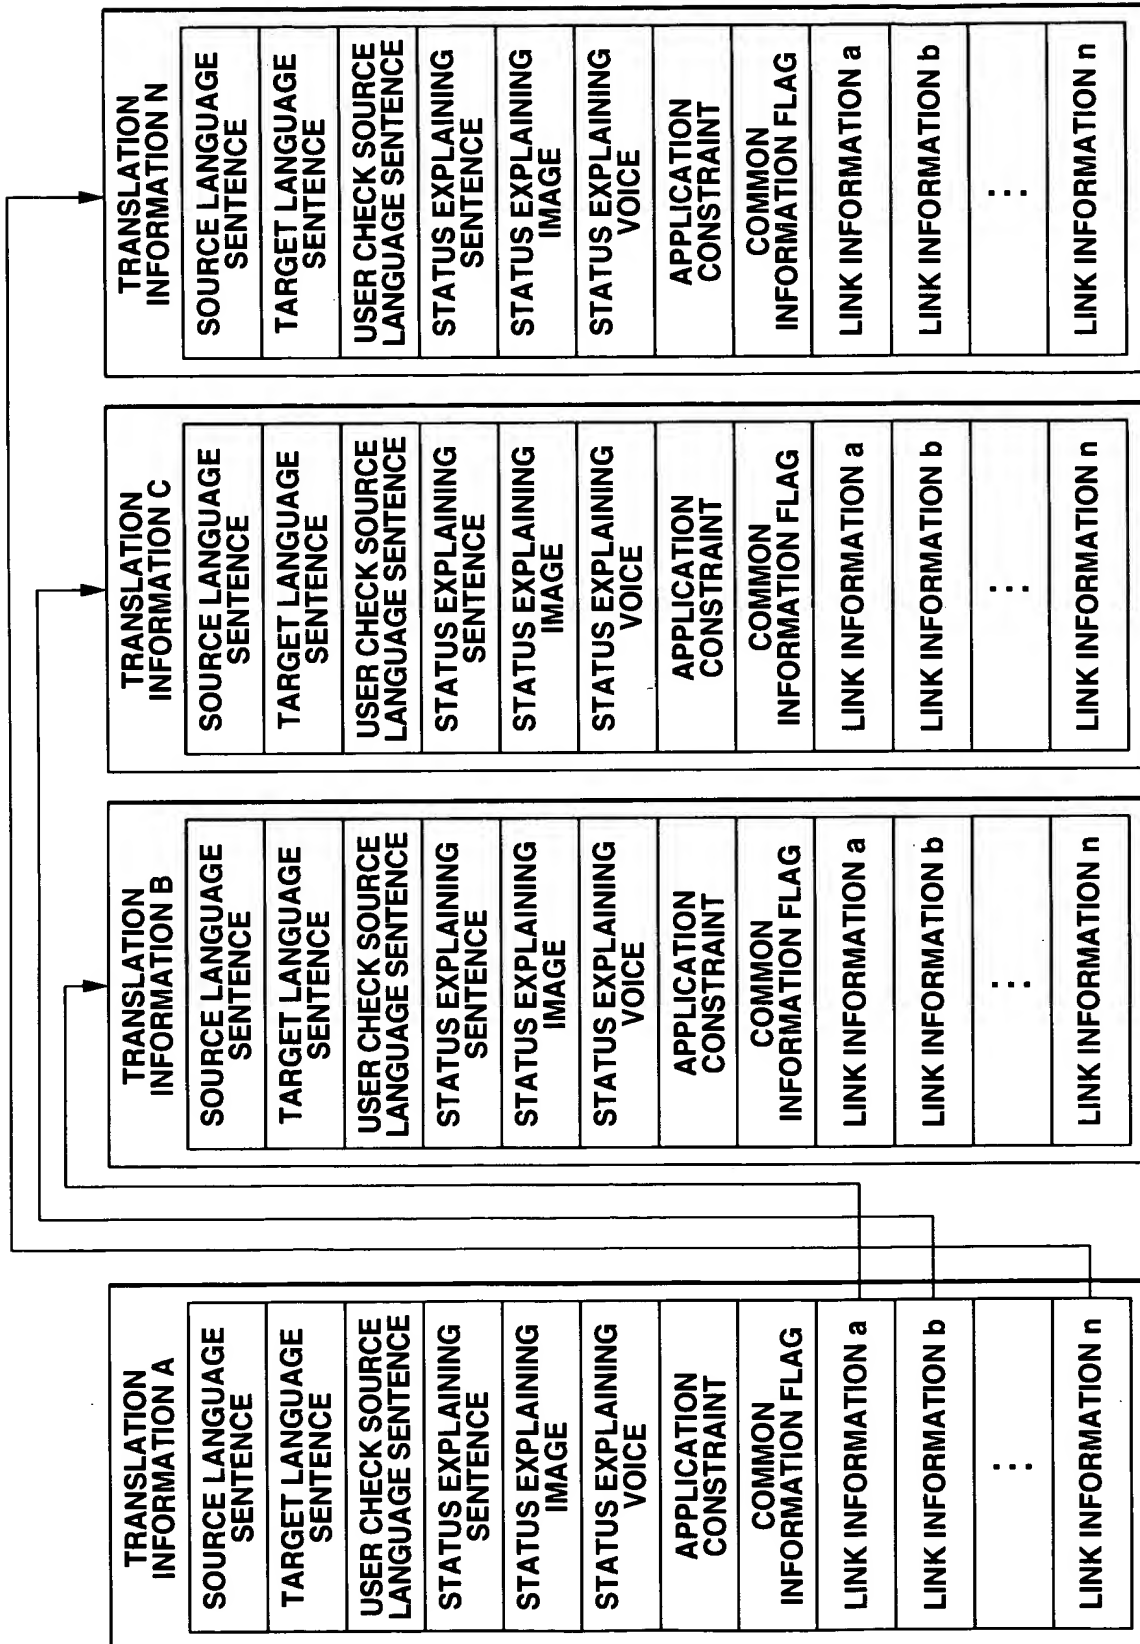 TRANSLATION
INFORMATION A
SOURCE LANGUAGE
SENTENCE
TARGET LANGUAGE
SENTENCE
USER CHECK SOURCE
LANGUAGE SENTENCE
STATUS EXPLAINING
SENTENCE
STATUS EXPLAINING
IMAGE
STATUS EXPLAINING
VOICE
APPLICATION
CONSTRAINT
COMMON
INFORMATION FLAG
LINK INFORMATION a
LINK INFORMATION b
...
LINK INFORMATION n
TRANSLATION
INFORMATION B
SOURCE LANGUAGE
SENTENCE
TARGET LANGUAGE
SENTENCE
USER CHECK SOURCE
LANGUAGE SENTENCE
STATUS EXPLAINING
SENTENCE
STATUS EXPLAINING
IMAGE
STATUS EXPLAINING
VOICE
APPLICATION
CONSTRAINT
COMMON
INFORMATION FLAG
LINK INFORMATION a
LINK INFORMATION b
...
LINK INFORMATION n
TRANSLATION
INFORMATION C
SOURCE LANGUAGE
SENTENCE
TARGET LANGUAGE
SENTENCE
USER CHECK SOURCE
LANGUAGE SENTENCE
STATUS EXPLAINING
SENTENCE
STATUS EXPLAINING
IMAGE
STATUS EXPLAINING
VOICE
APPLICATION
CONSTRAINT
COMMON
INFORMATION FLAG
LINK INFORMATION a
LINK INFORMATION b
...
LINK INFORMATION n
TRANSLATION
INFORMATION N
SOURCE LANGUAGE
SENTENCE
TARGET LANGUAGE
SENTENCE
USER CHECK SOURCE
LANGUAGE SENTENCE
STATUS EXPLAINING
SENTENCE
STATUS EXPLAINING
IMAGE
STATUS EXPLAINING
VOICE
APPLICATION
CONSTRAINT
COMMON
INFORMATION FLAG
LINK INFORMATION a
LINK INFORMATION b
...
LINK INFORMATION n